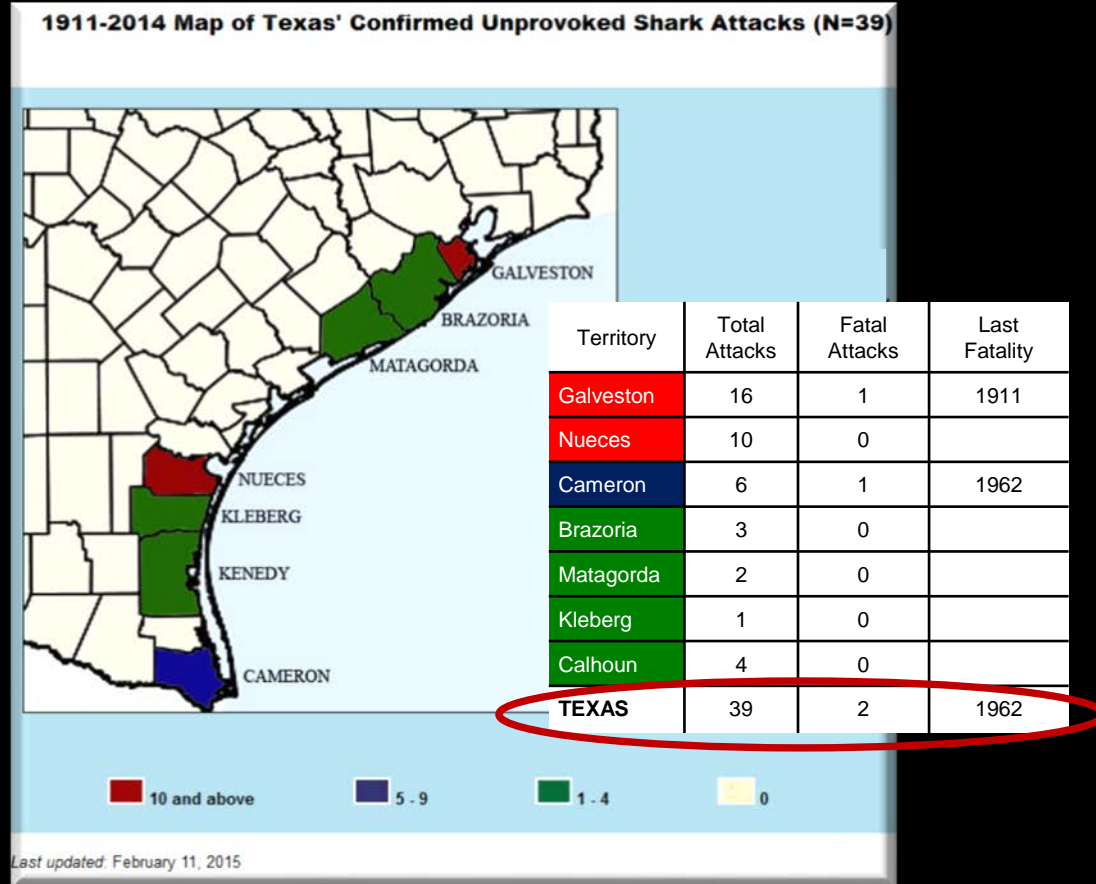 1911-2014 Map of Texas' Confirmed Unprovoked Shark Attacks (N=39)
GALVESTON
BRAZORIA
MATAGORDA
NUECES
KLEBERG
KENEDY
CAMERON
Territory Total Attacks Fatal Attacks Last Fatality
Galveston 16 1 1911
Nueces 10 0
Cameron 6 1 1962
Brazoria 3 0
Matagorda 2 0
Kleberg 1 0
Calhoun 4 0
TEXAS 39 2 1962
10 and above 5 - 9 1 - 4 0
Last updated: February 11, 2015